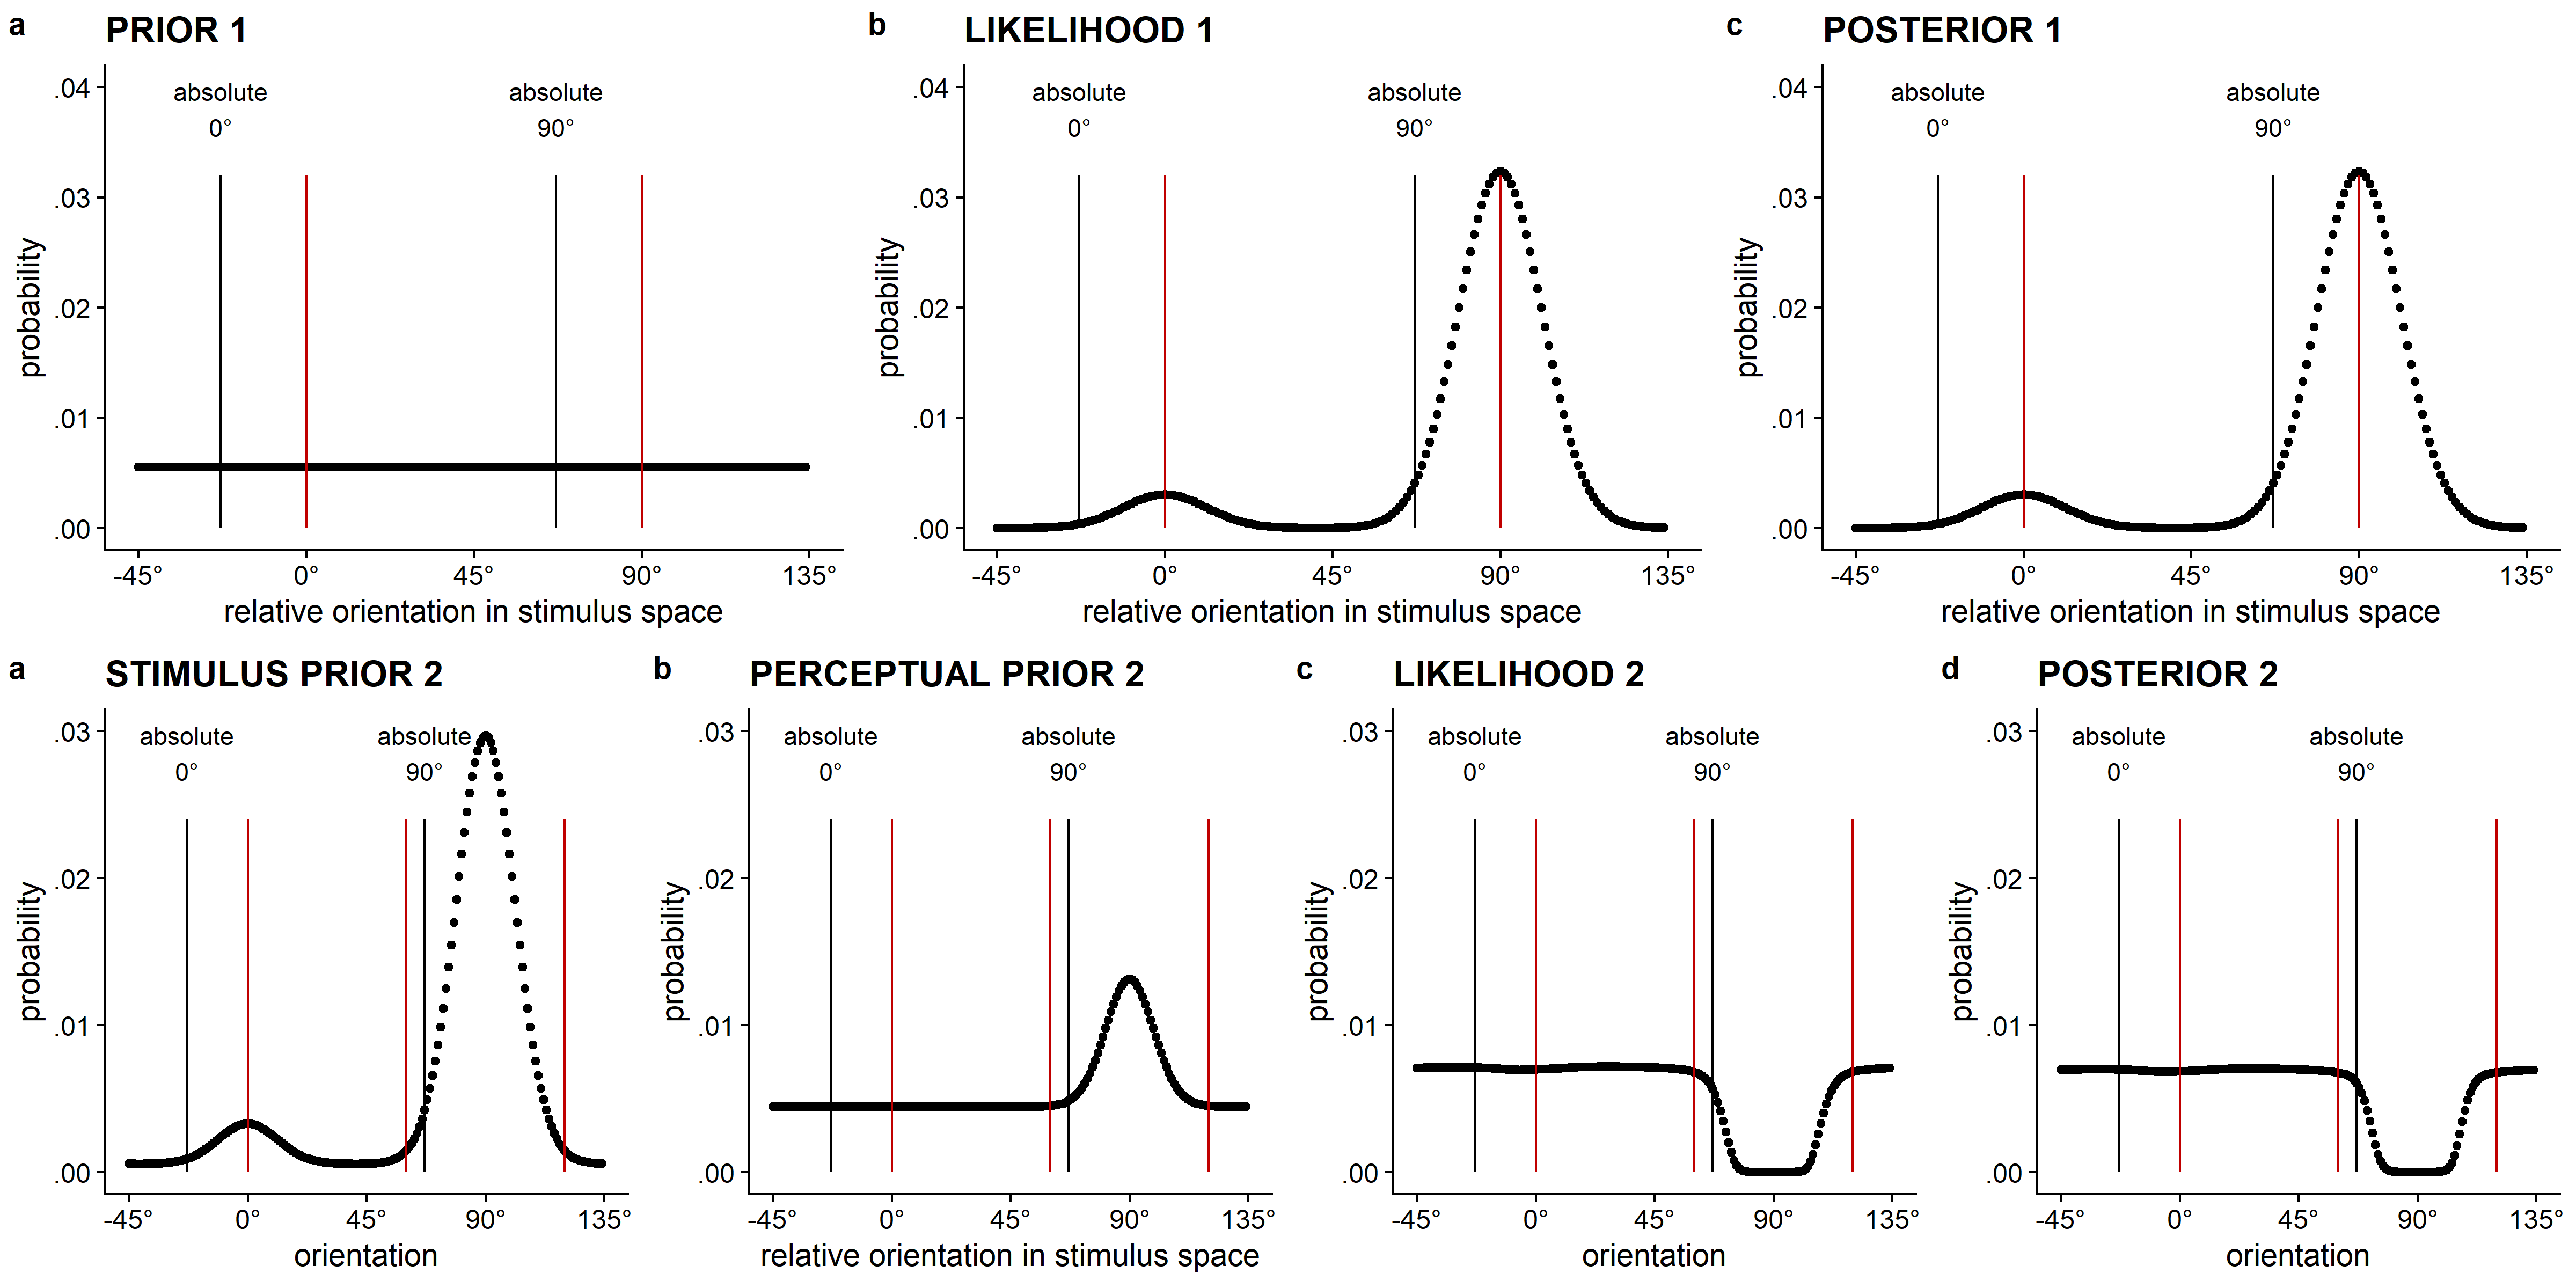 a PRIOR 1
.04
.03
.02
.01
.00
absolute
0°
absolute
90°
probability
-45° 0° 45° 90° 135°
relative orientation in stimulus space
b LIKELIHOOD 1
.04
.03
.02
.01
.00
absolute
0°
absolute
90°
probability
-45° 0° 45° 90° 135°
relative orientation in stimulus space
c POSTERIOR 1
.04
.03
.02
.01
.00
absolute
0°
absolute
90°
probability
-45° 0° 45° 90° 135°
relative orientation in stimulus space
a STIMULUS PRIOR 2
.03
.02
.01
.00
absolute
0°
absolute
90°
probability
-45° 0° 45° 90° 135°
orientation
b PERCEPTUAL PRIOR 2
.03
.02
.01
.00
absolute
0°
absolute
90°
probability
-45° 0° 45° 90° 135°
relative orientation in stimulus space
c LIKELIHOOD 2
.03
.02
.01
.00
absolute
0°
absolute
90°
probability
-45° 0° 45° 90° 135°
orientation
d POSTERIOR 2
.03
.02
.01
.00
absolute
0°
absolute
90°
probability
-45° 0° 45° 90° 135°
orientation